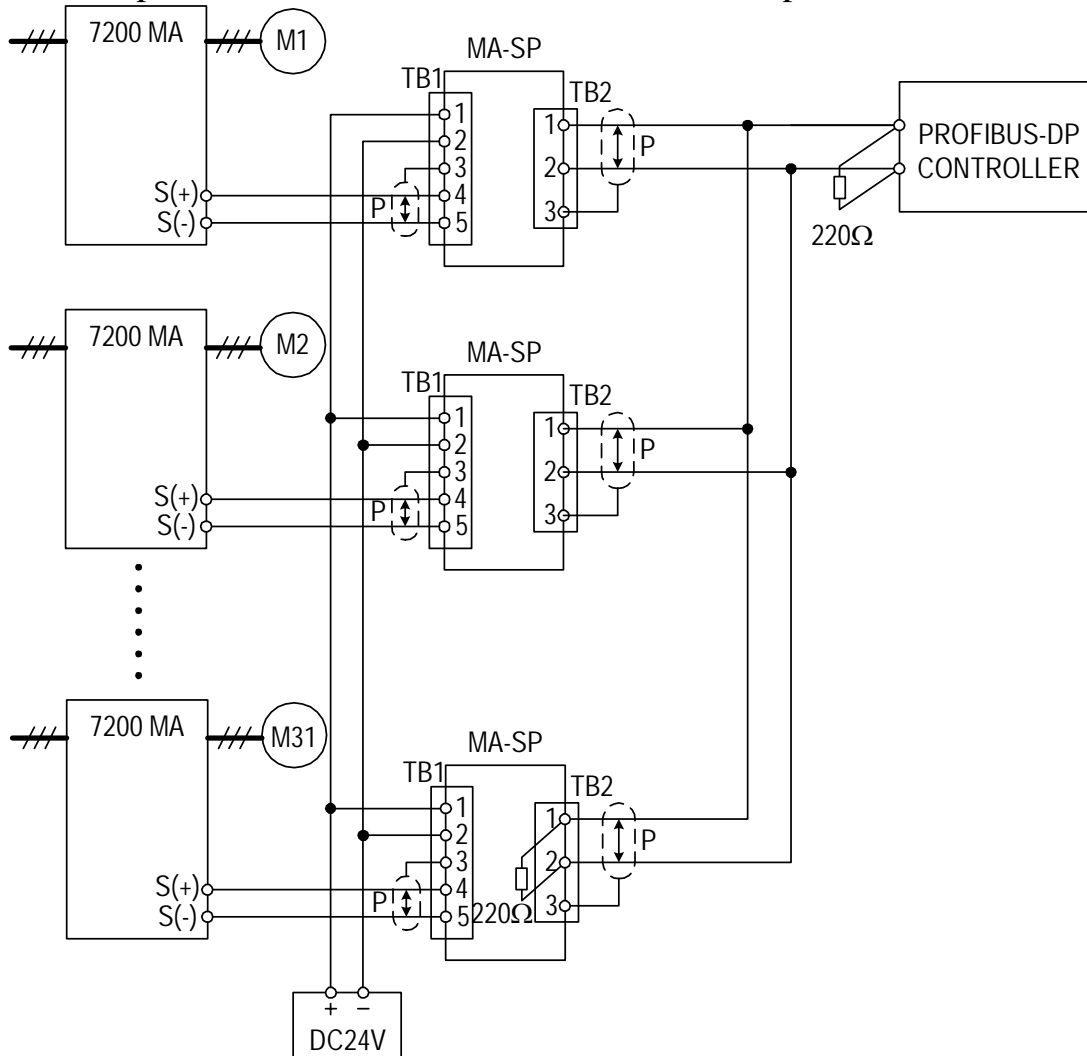 7200 MA
M1
S(+)
S(-)
P
MA-SP
TB1
1
2
3
4
5
TB2
1
2
3
P
PROFIBUS-DP
CONTROLLER
220Ω
7200 MA
M2
S(+)
S(-)
P
MA-SP
TB1
1
2
3
4
5
TB2
1
2
3
P
7200 MA
M31
S(+)
S(-)
P
MA-SP
TB1
1
2
3
4
5
220Ω
TB2
1
2
3
P
+ −
DC24V